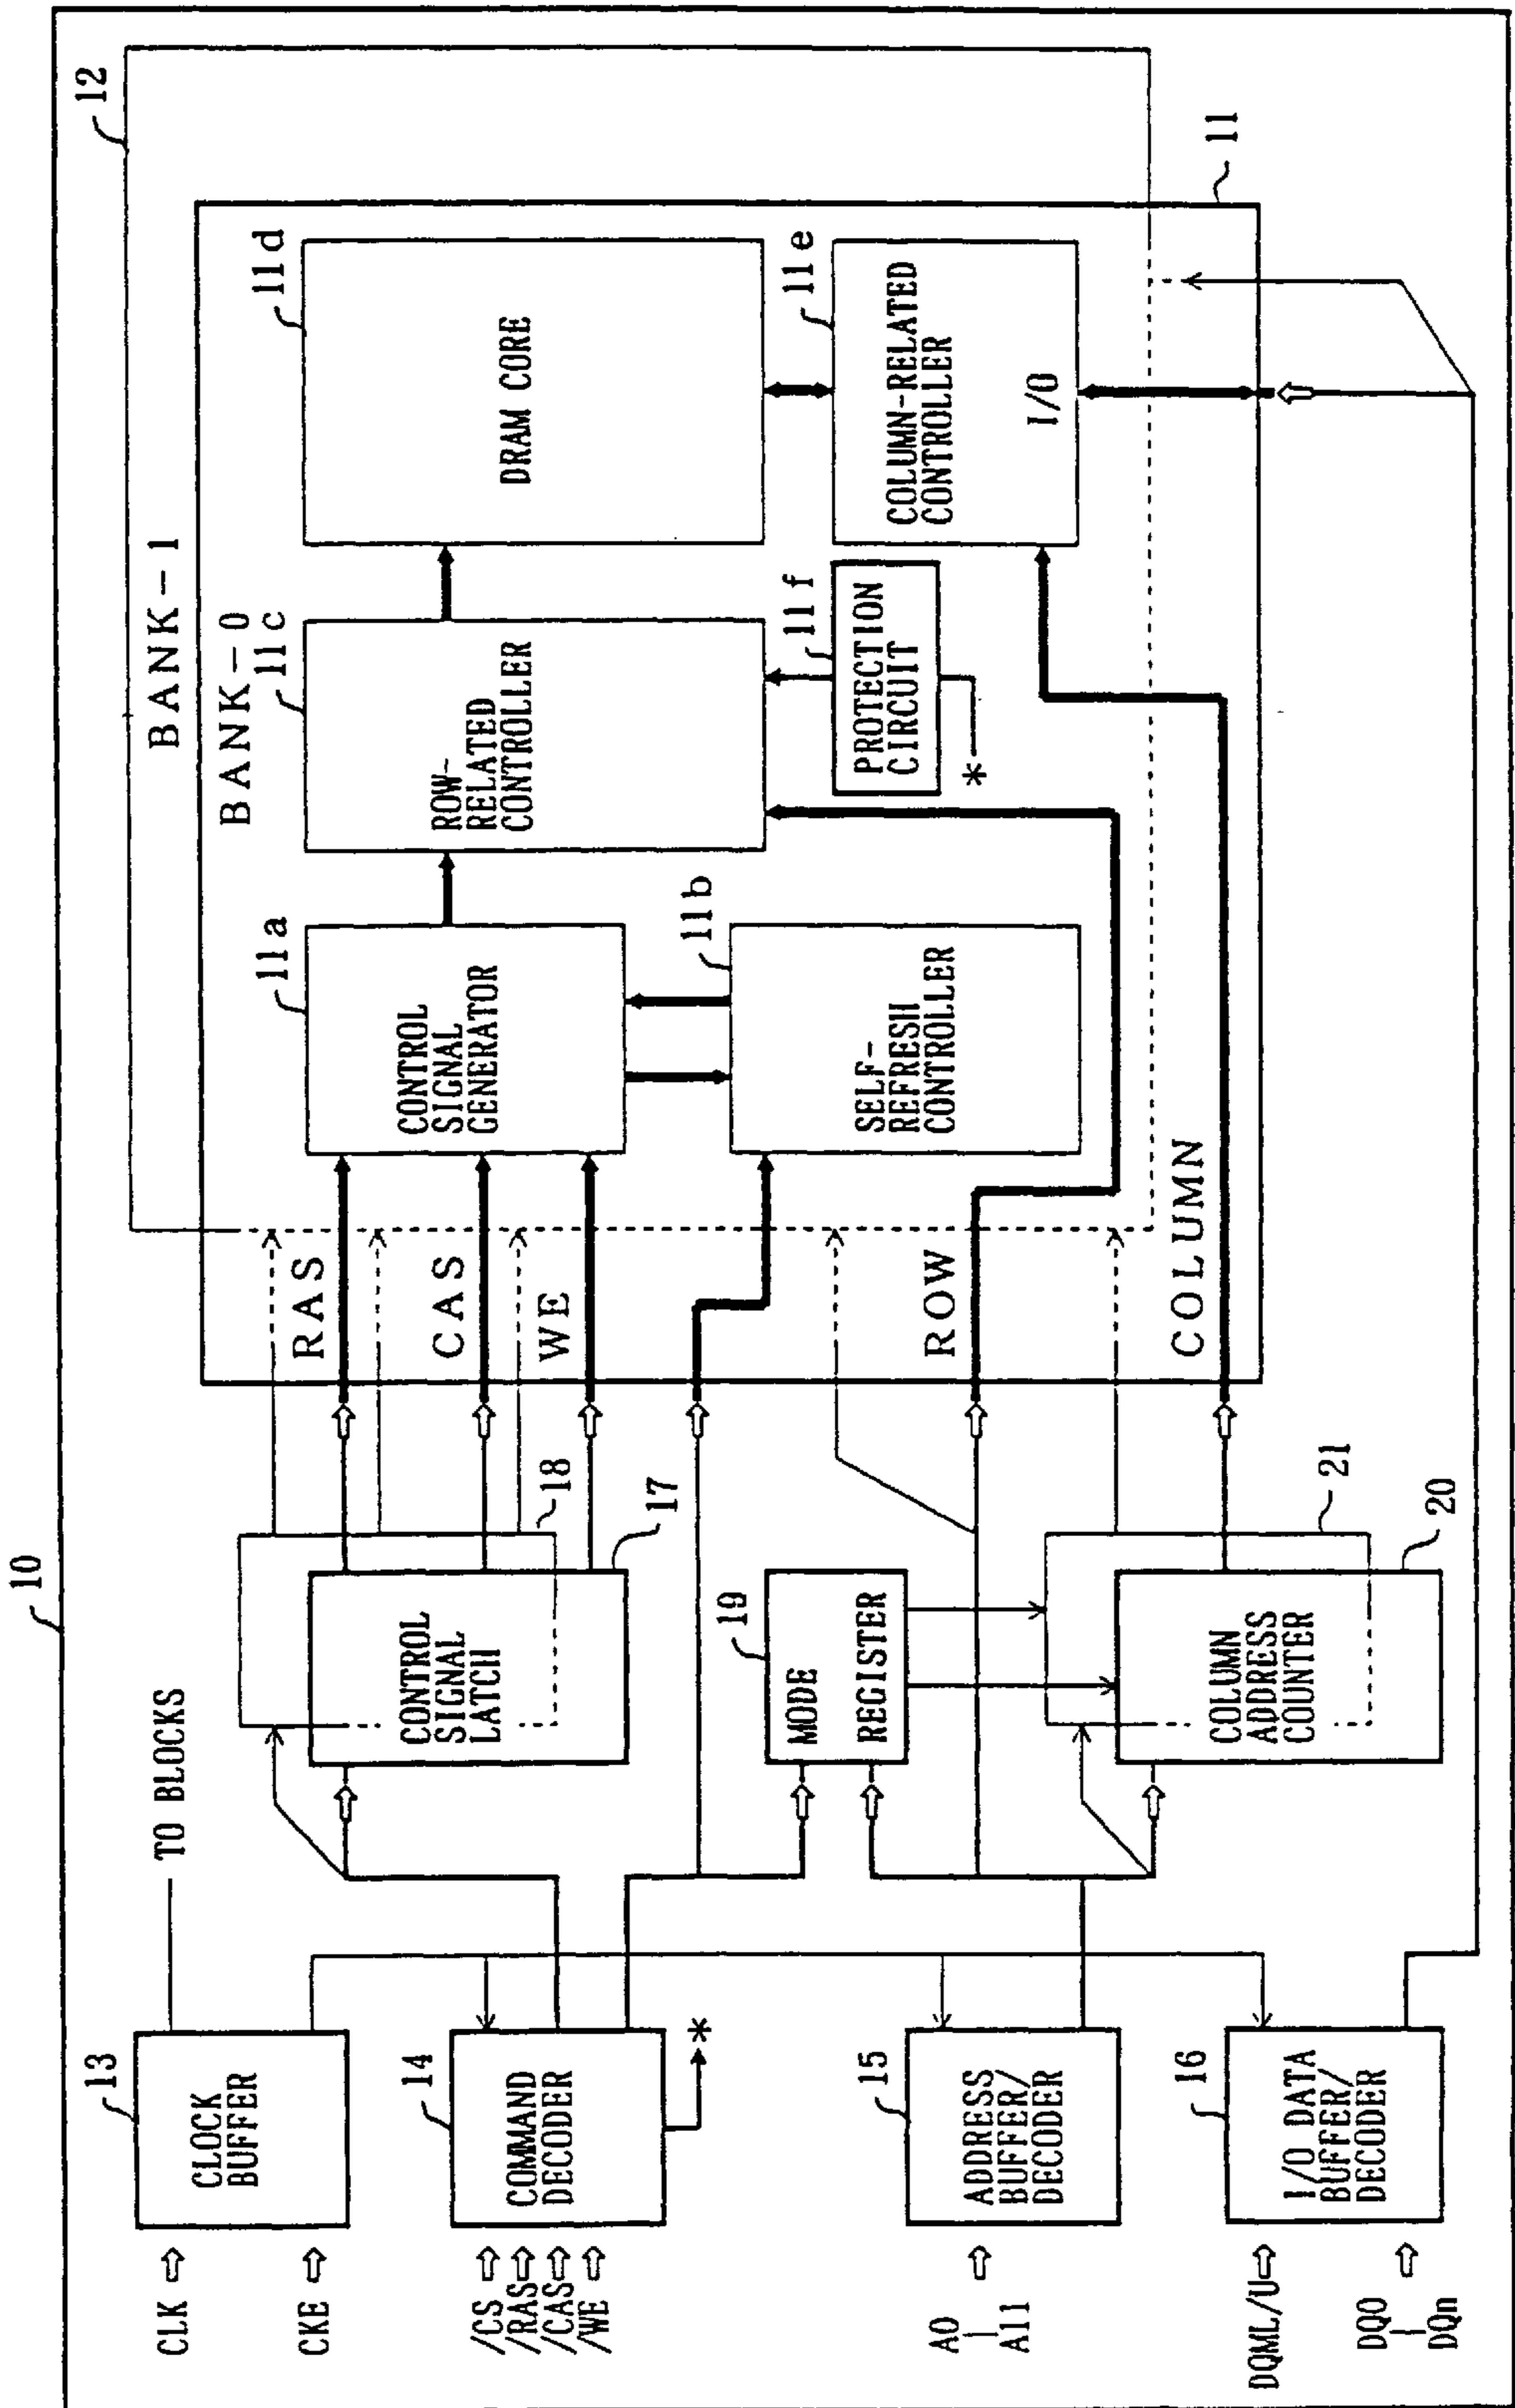 10
12
BANK-1
BANK-0
11
CLK
CKE
13
CLOCK
BUFFER
TO BLOCKS
/CS
/RAS
/CAS
/WE
14
COMMAND
DECODER
*
18
CONTROL
SIGNAL
LATCH
17
RAS
CAS
WE
11a
CONTROL
SIGNAL
GENERATOR
11b
SELF-
REFRESH
CONTROLLER
11c
ROW-
RELATED
CONTROLLER
11d
DRAM CORE
11f
PROTECTION
CIRCUIT
*
11e
COLUMN-RELATED
CONTROLLER
I/O
19
MODE
REGISTER
A0
A11
15
ADDRESS
BUFFER/
DECODER
21
COLUMN
ADDRESS
COUNTER
20
ROW
COLUMN
DQML/U
DQ0
DQn
16
I/O DATA
BUFFER/
DECODER